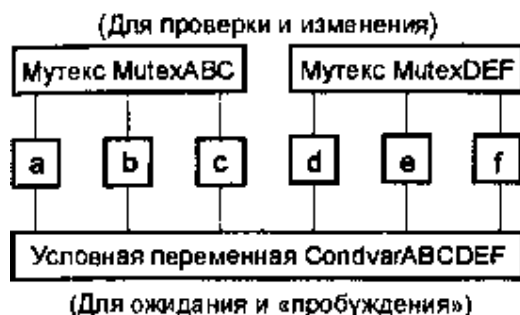 (Для проверки и изменения)
Мутекс MutexABC Мутекс MutexDEF
a b c d e f
Условная переменная CondvarABCDEF
(Для ожидания и «пробуждения»)